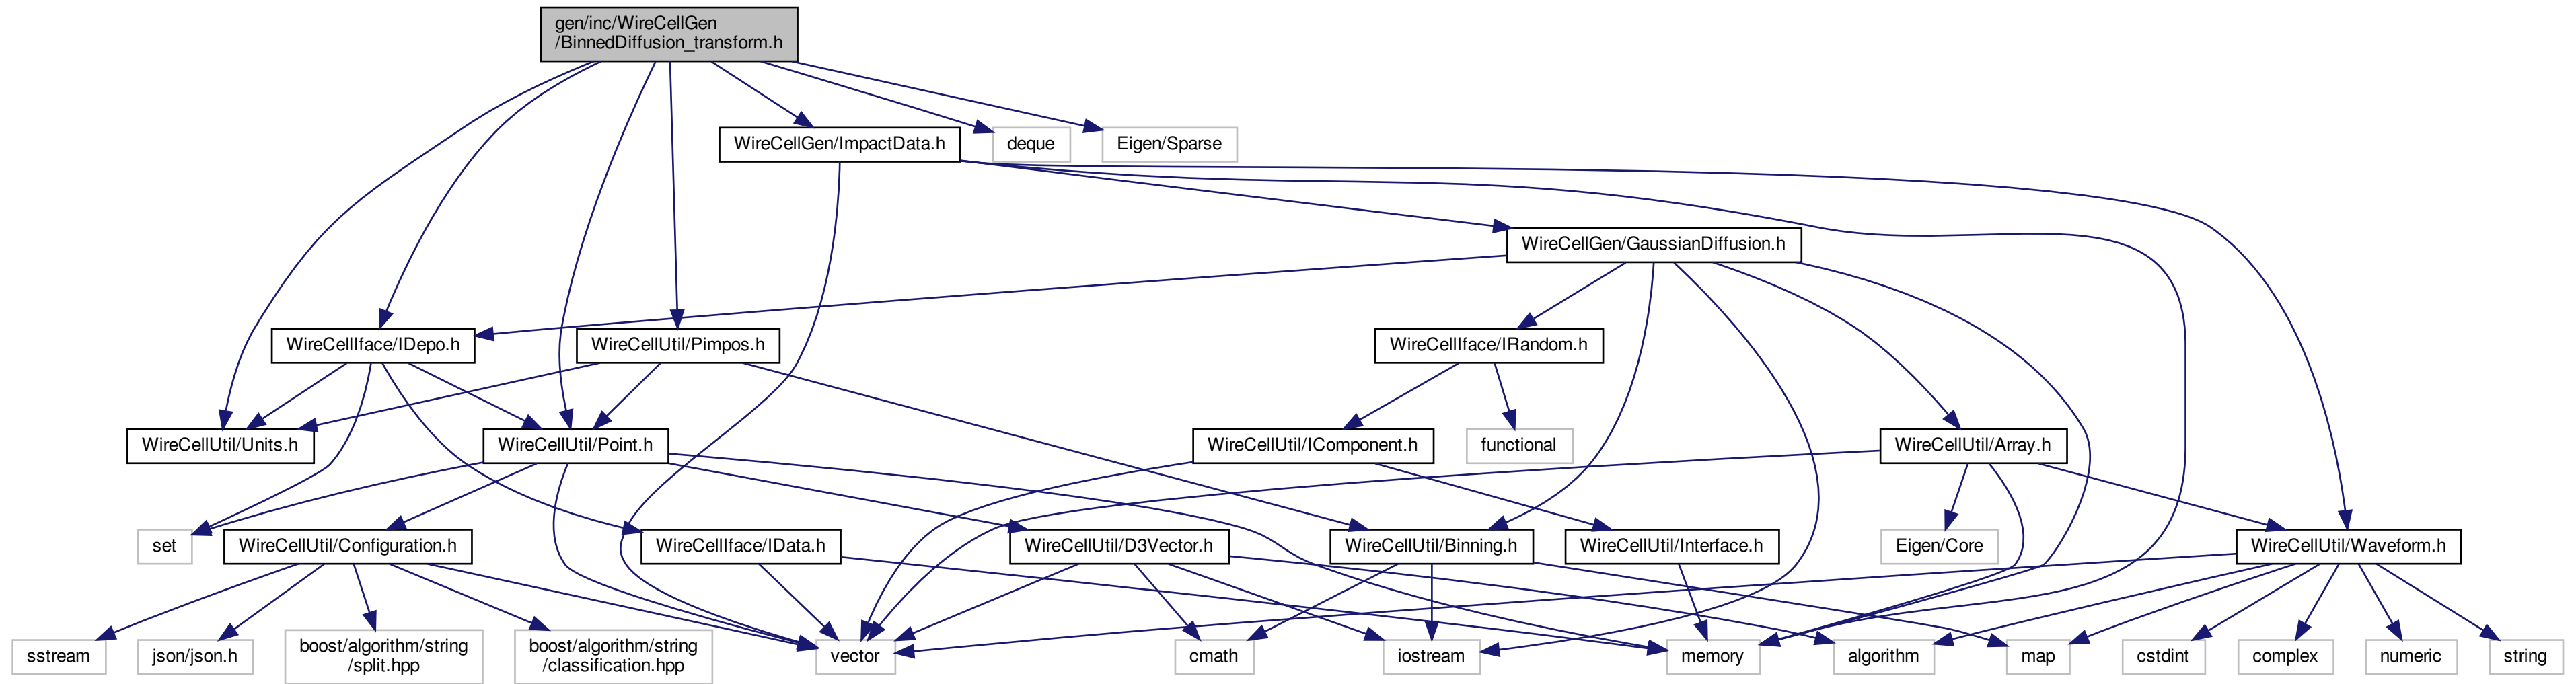 gen/inc/WireCellGen
/BinnedDiffusion_transform.h
WireCellGen/ImpactData.h
deque
Eigen/Sparse
WireCellGen/GaussianDiffusion.h
WireCellIface/IDepo.h
WireCellUtil/Pimpos.h
WireCellIface/IRandom.h
WireCellUtil/Units.h
WireCellUtil/Point.h
WireCellUtil/IComponent.h
functional
WireCellUtil/Array.h
set
WireCellUtil/Configuration.h
WireCellIface/IData.h
WireCellUtil/D3Vector.h
WireCellUtil/Binning.h
WireCellUtil/Interface.h
Eigen/Core
WireCellUtil/Waveform.h
sstream
json/json.h
boost/algorithm/string
/split.hpp
boost/algorithm/string
/classification.hpp
vector
cmath
iostream
memory
algorithm
map
cstdint
complex
numeric
string